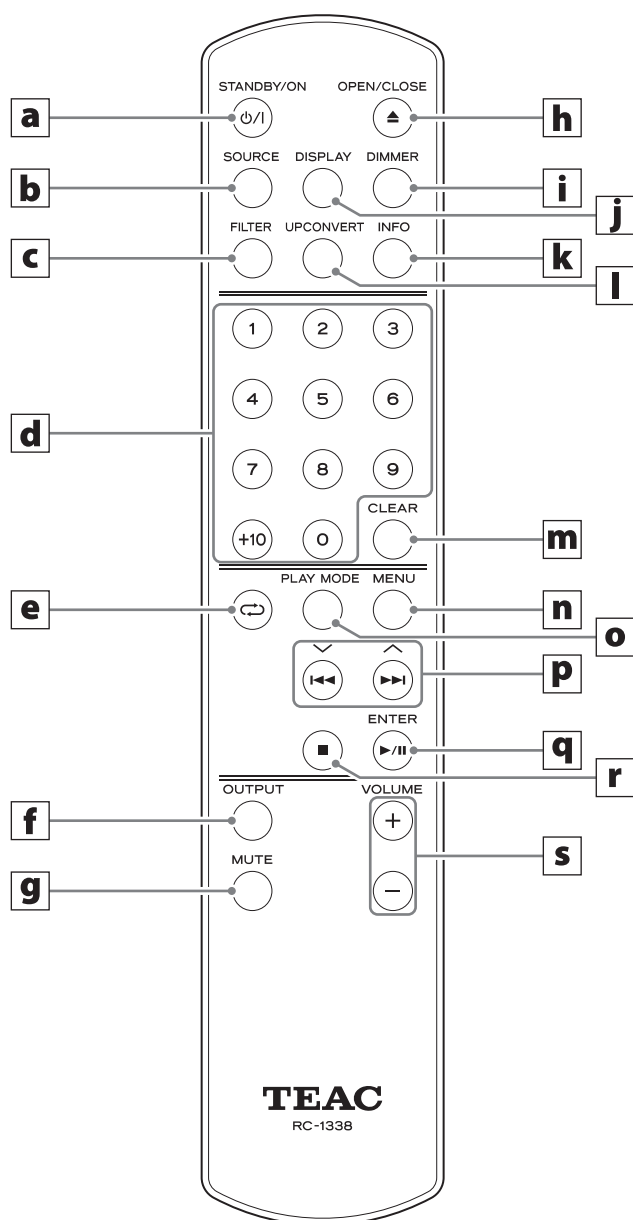 STANDBY/ON OPEN/CLOSE
a h
SOURCE DISPLAY DIMMER
b i
j
FILTER UPCONVERT INFO
c k
l
1 2 3
4 5 6
d
7 8 9
CLEAR
+10 0 m
PLAY MODE MENU
e n
o
p
ENTER
q
r
OUTPUT VOLUME
f +
s
MUTE
g −
TEAC
RC-1338